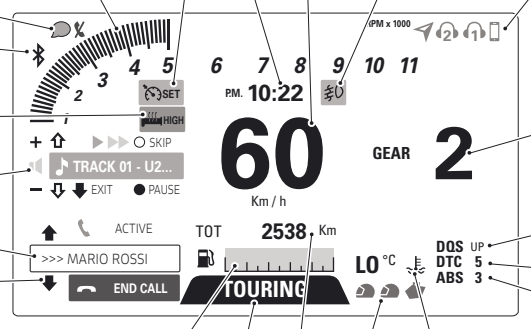 RPM x 1000
2 1
1 2 3 4 5 6 7 8 9 10 11
SET
P.M. 10:22
HIGH
SKIP
TRACK 01 - U2...
EXIT
PAUSE
60
Km / h
GEAR 2
ACTIVE
>>> MARIO ROSSI
END CALL
TOT 2538 Km
TOURING
LO °C
DQS UP
DTC 5
ABS 3